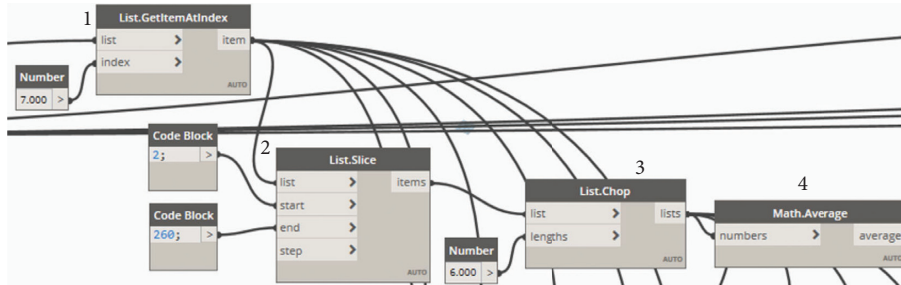 1
List.GetItemAtIndex
list > item
index >
AUTO
Number
7.000 >
Code Block
2; >
2
List.Slice
list > items
start >
end >
step >
AUTO
Code Block
260; >
3
List.Chop
list > lists
lengths >
AUTO
Number
6.000 >
4
Math.Average
numbers > average
AUTO